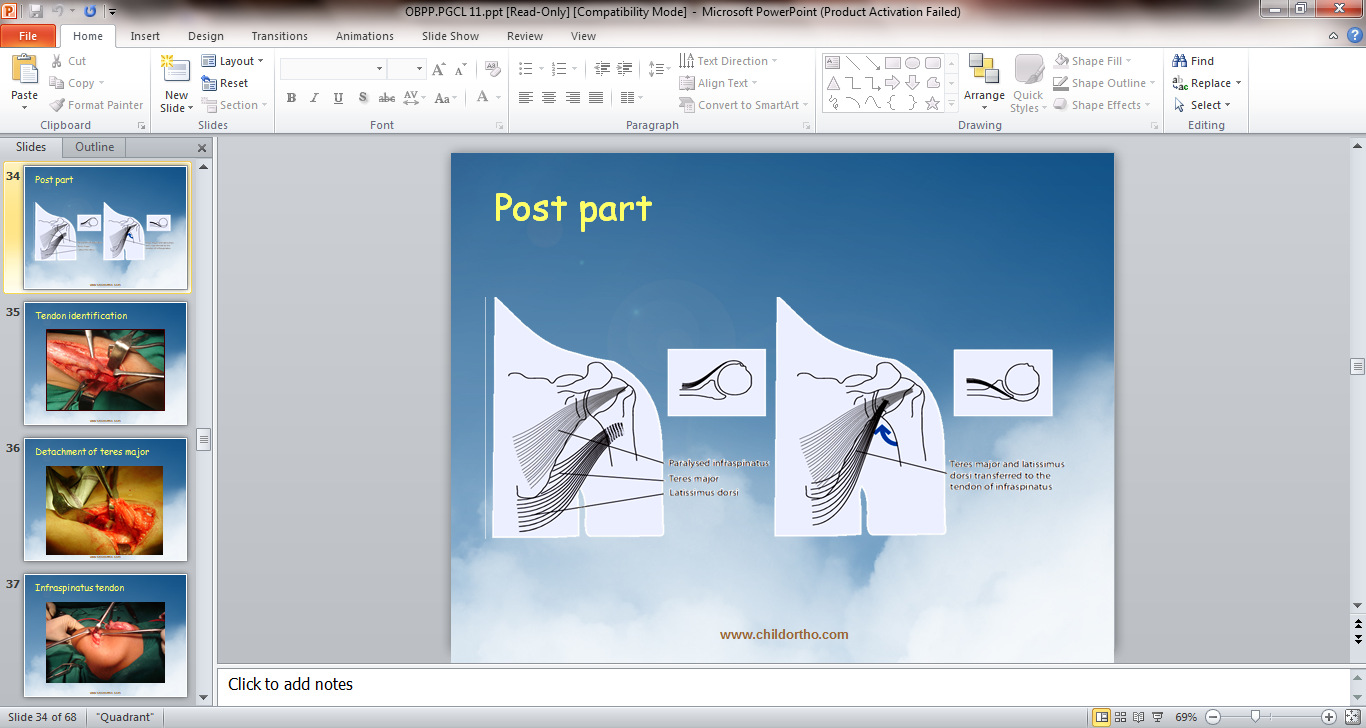 OBPP.PGCL 11.ppt [Read-Only] [Compatibility Mode] - Microsoft PowerPoint (Product Activation Failed)
File Home Insert Design Transitions Animations Slide Show Review View
Paste
Cut
Copy
Format Painter
Clipboard
New Slide
Layout
Reset
Section
Slides
B I U S abc AV Aa A
Font
Text Direction
Align Text
Convert to SmartArt
Paragraph
Arrange
Quick Styles
Shape Fill
Shape Outline
Shape Effects
Drawing
Find
Replace
Select
Editing
Slides Outline
34
Post part
35
Tendon identification
36
Detachment of teres major
37
Infraspinatus tendon
Post part
Paralysed infraspinatus
Teres major
Latissimus dorsi
Teres major and latissimus
dorsi transferred to the
tendon of infraspinatus
www.childortho.com
Click to add notes
Slide 34 of 68 "Quadrant" 69%